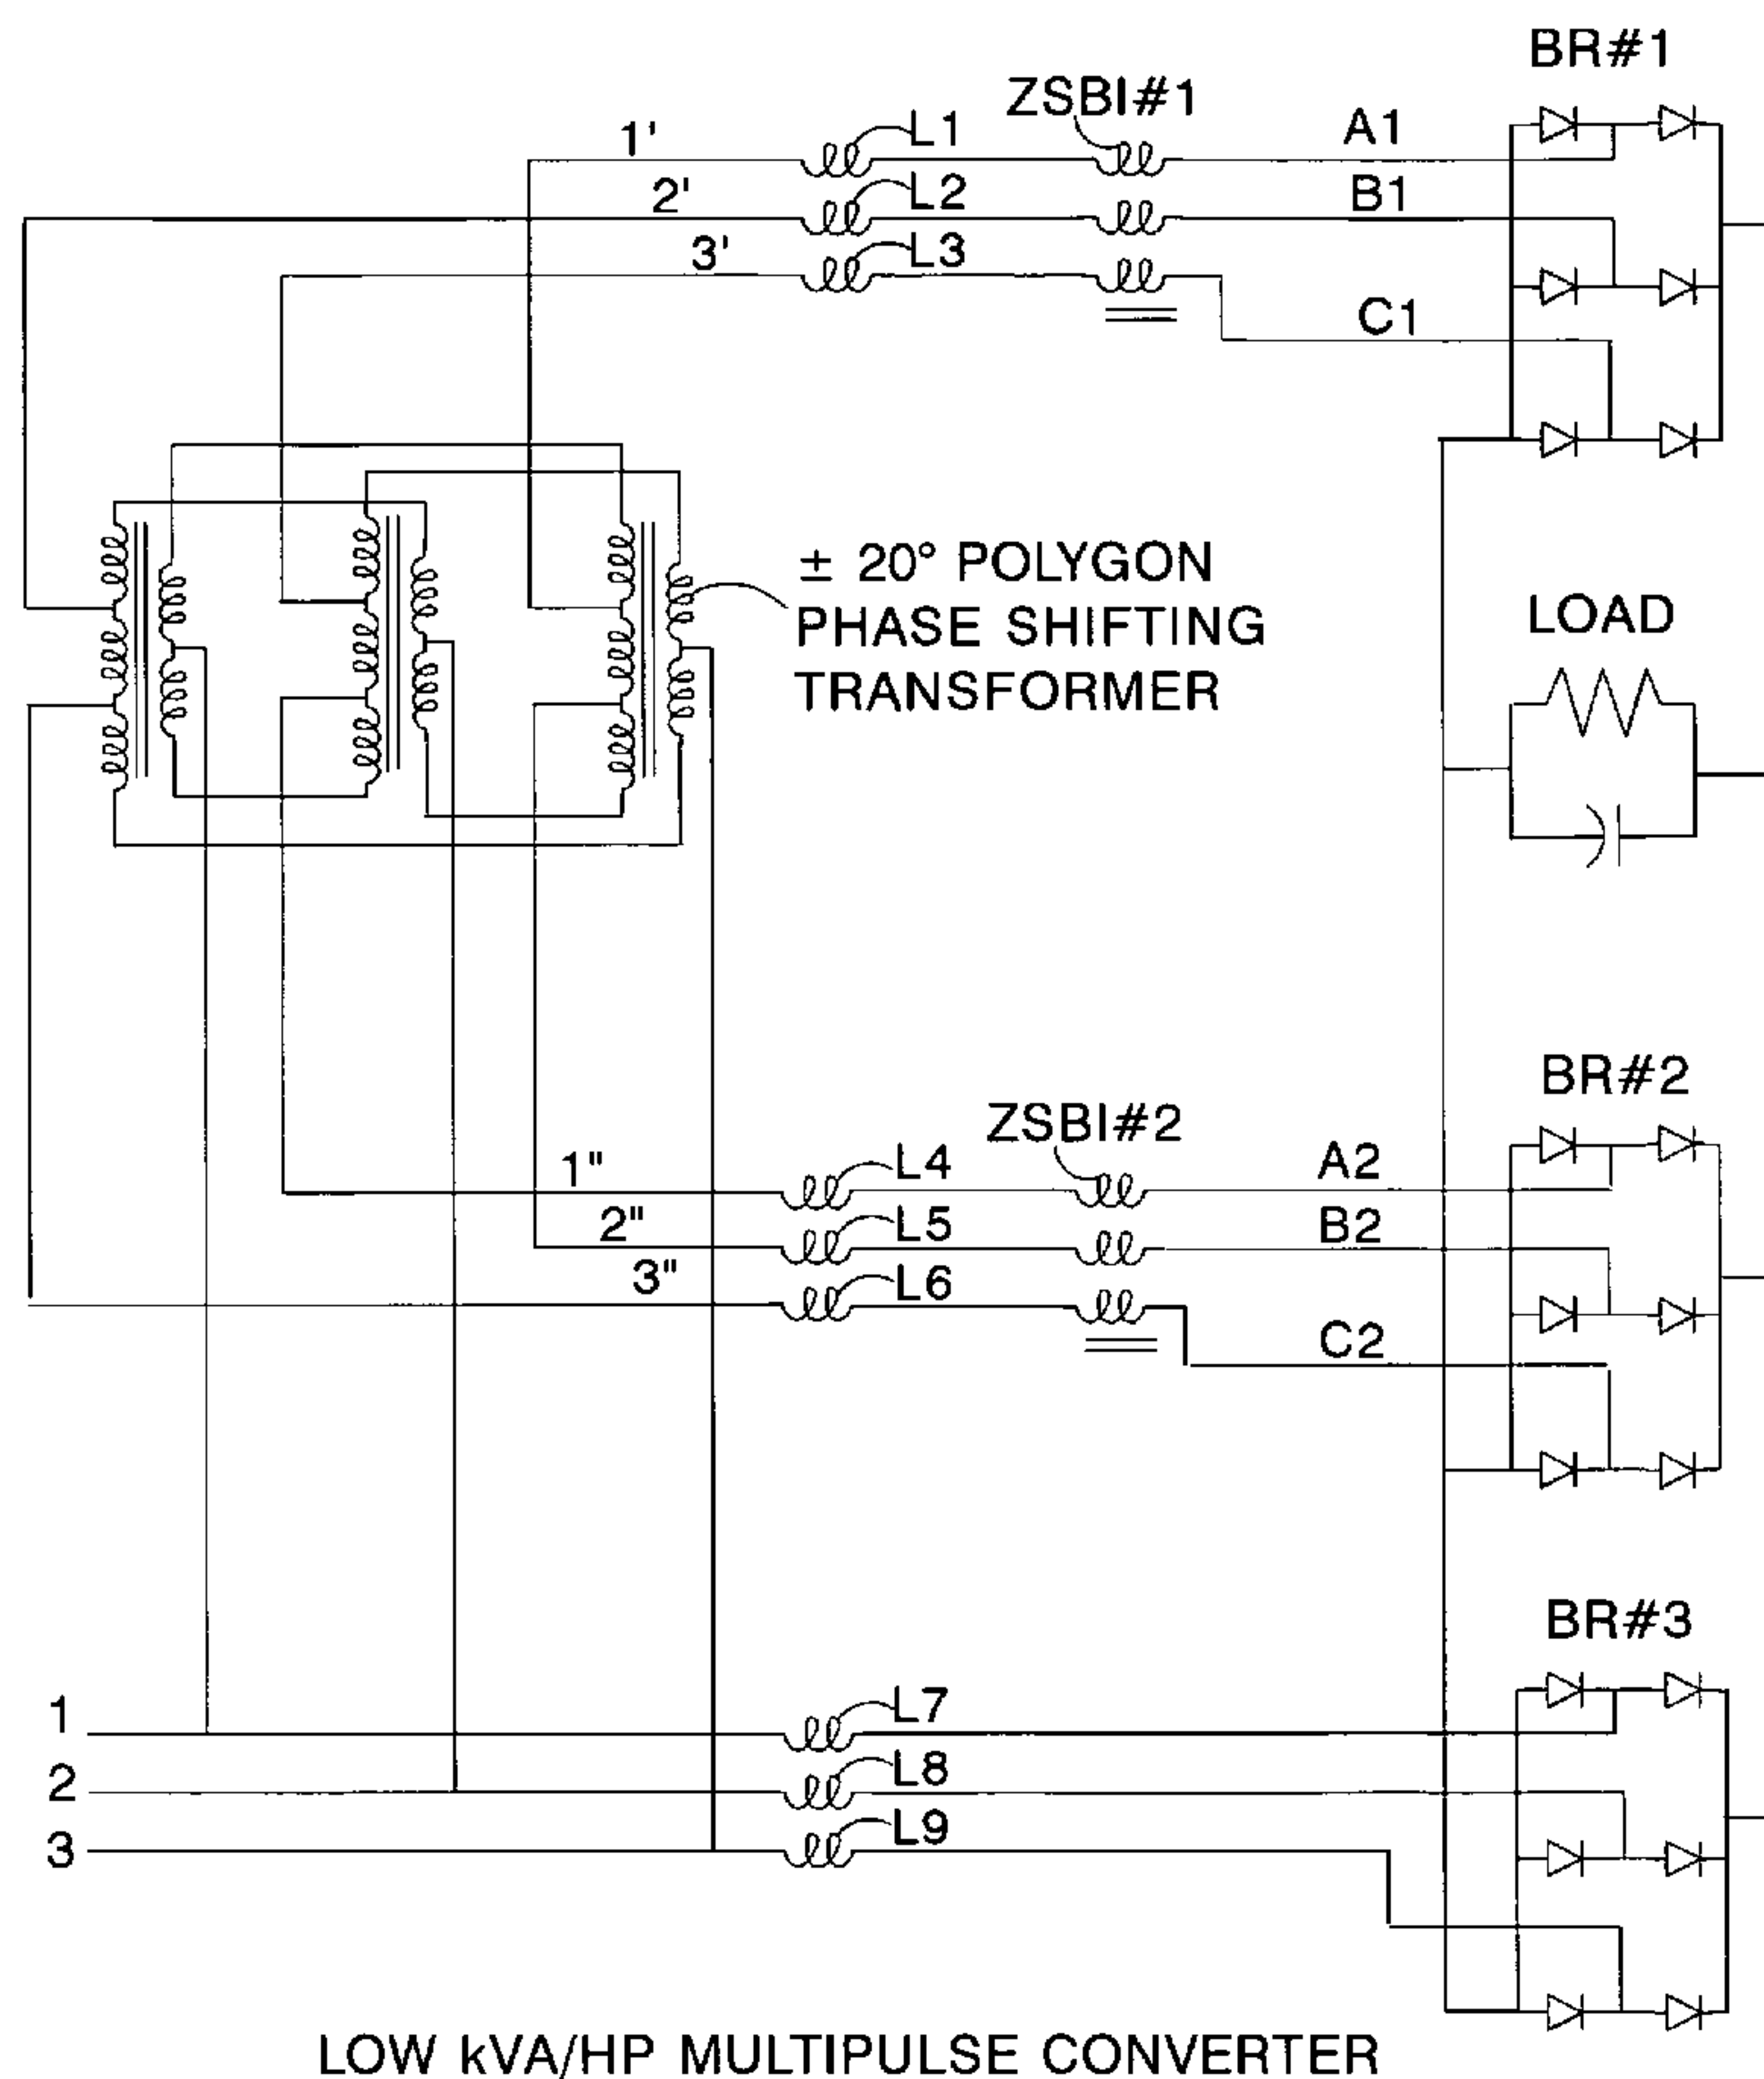 BR#1
ZSBI#1
1'
L1
A1
2'
L2
B1
3'
L3
C1
± 20° POLYGON
PHASE SHIFTING
TRANSFORMER
LOAD
BR#2
ZSBI#2
1"
L4
A2
2"
L5
B2
3"
L6
C2
BR#3
1
L7
2
L8
3
L9
LOW kVA/HP MULTIPULSE CONVERTER